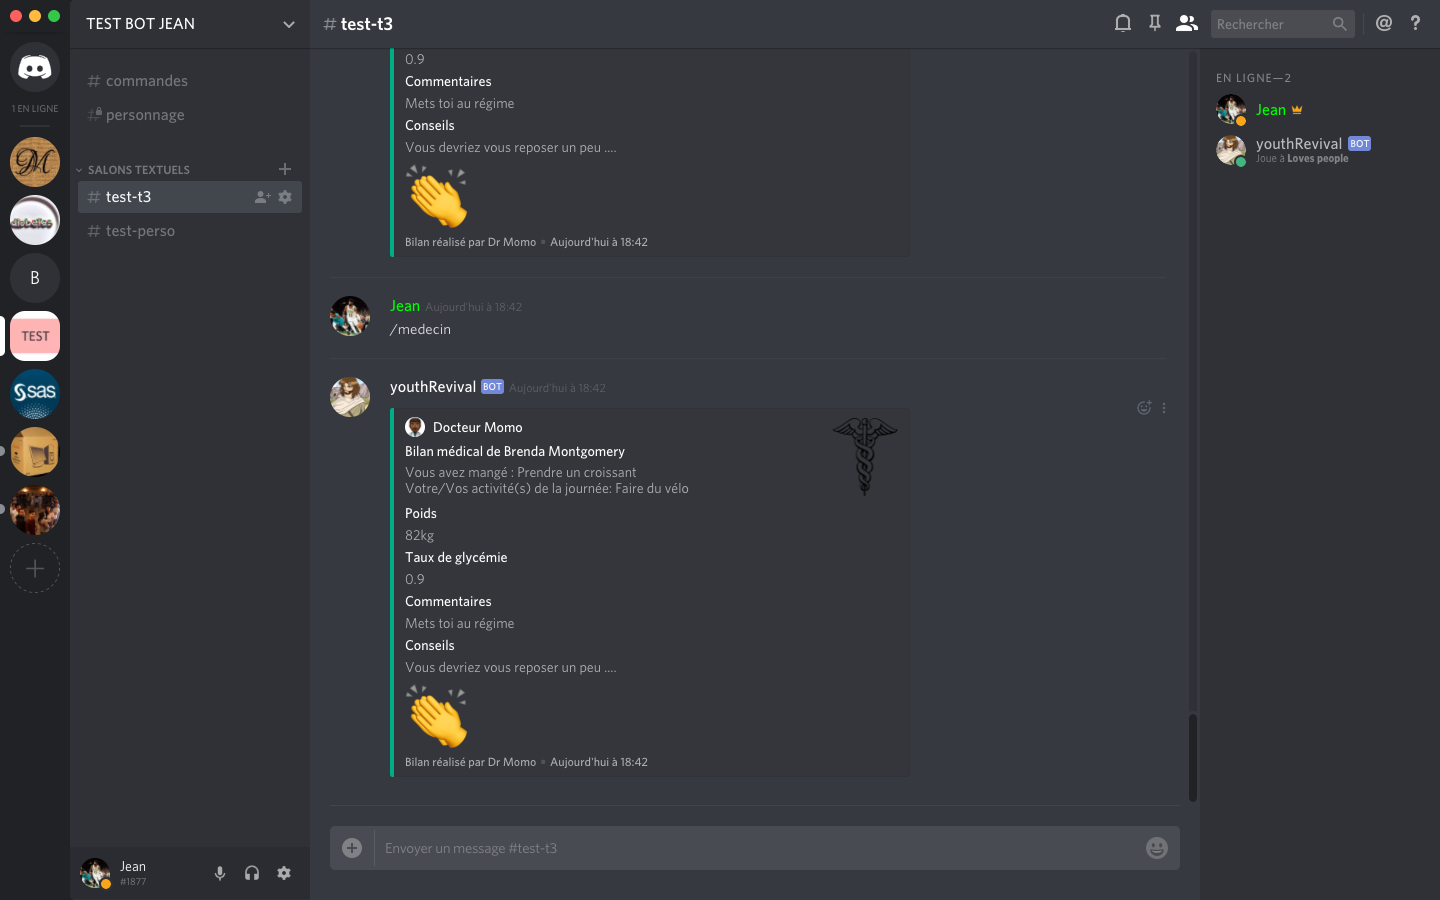 TEST BOT JEAN
# test-t3
Rechercher
@
?
1 EN LIGNE
B
TEST
sas
# commandes
# personnage
SALONS TEXTUELS
# test-t3
# test-perso
0.9
Commentaires
Mets toi au régime
Conseils
Vous devriez vous reposer un peu ....
Bilan réalisé par Dr Momo • Aujourd'hui à 18:42
Jean Aujourd'hui à 18:42
/medecin
youthRevival BOT Aujourd'hui à 18:42
Docteur Momo
Bilan médical de Brenda Montgomery
Vous avez mangé : Prendre un croissant
Votre/Vos activité(s) de la journée: Faire du vélo
Poids
82kg
Taux de glycémie
0.9
Commentaires
Mets toi au régime
Conseils
Vous devriez vous reposer un peu ....
Bilan réalisé par Dr Momo • Aujourd'hui à 18:42
Envoyer un message #test-t3
EN LIGNE—2
Jean
youthRevival BOT
Joue à Loves people
Jean
#1877